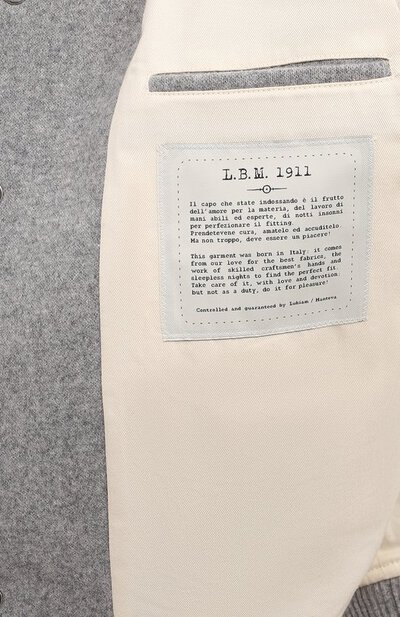 L.B.M. 1911
Il capo che state indossando è il frutto
dell'amore per la materia, del lavoro di
mani abili ed esperte, di notti insonni
per perfezionare il fitting.
Prendetevene cura, amatelo ed accuditelo.
Ma non troppo, deve essere un piacere!
This garment was born in Italy: it comes
from our love for the best fabrics, the
work of skilled craftsmen's hands and
sleepless nights to find the perfect fit.
Take care of it, with love and devotion,
but not as a duty, do it for pleasure!
Controlled and guaranteed by Lubiam / Mantova